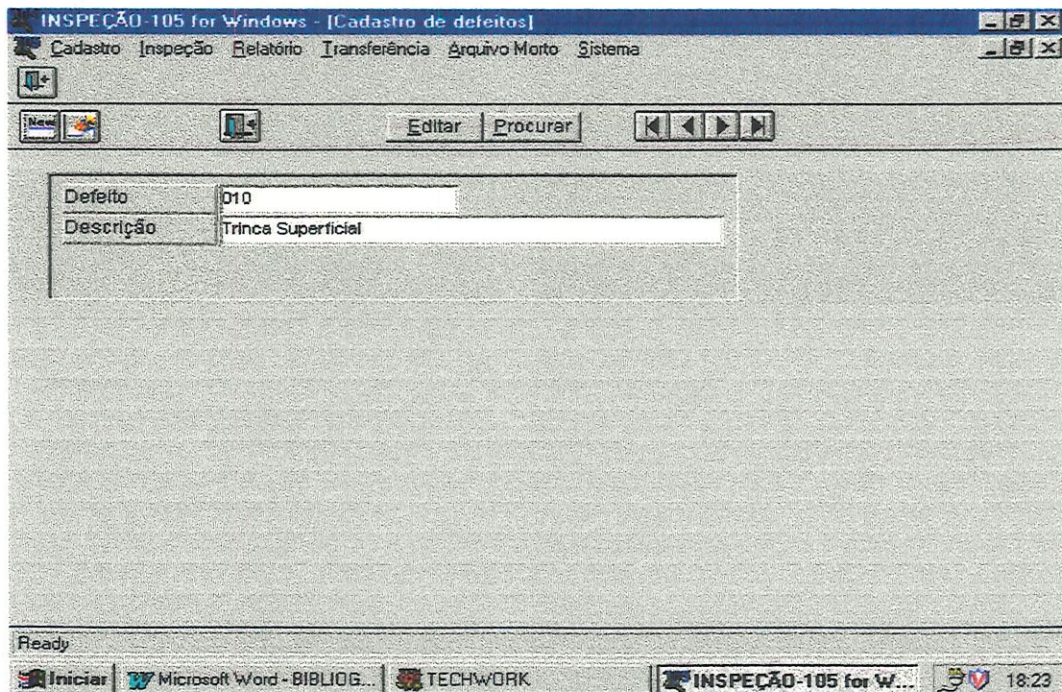 INSPEÇÃO-105 for Windows - [Cadastro de defeitos]
Cadastro Inspeção Relatório Transferência Arquivo Morto Sistema
New Editar Procurar
Defeito 010
Descrição Trinca Superficial
Ready
Iniciar Microsoft Word - BIBLIOG... TECHWORK INSPEÇÃO-105 for W... 18:23